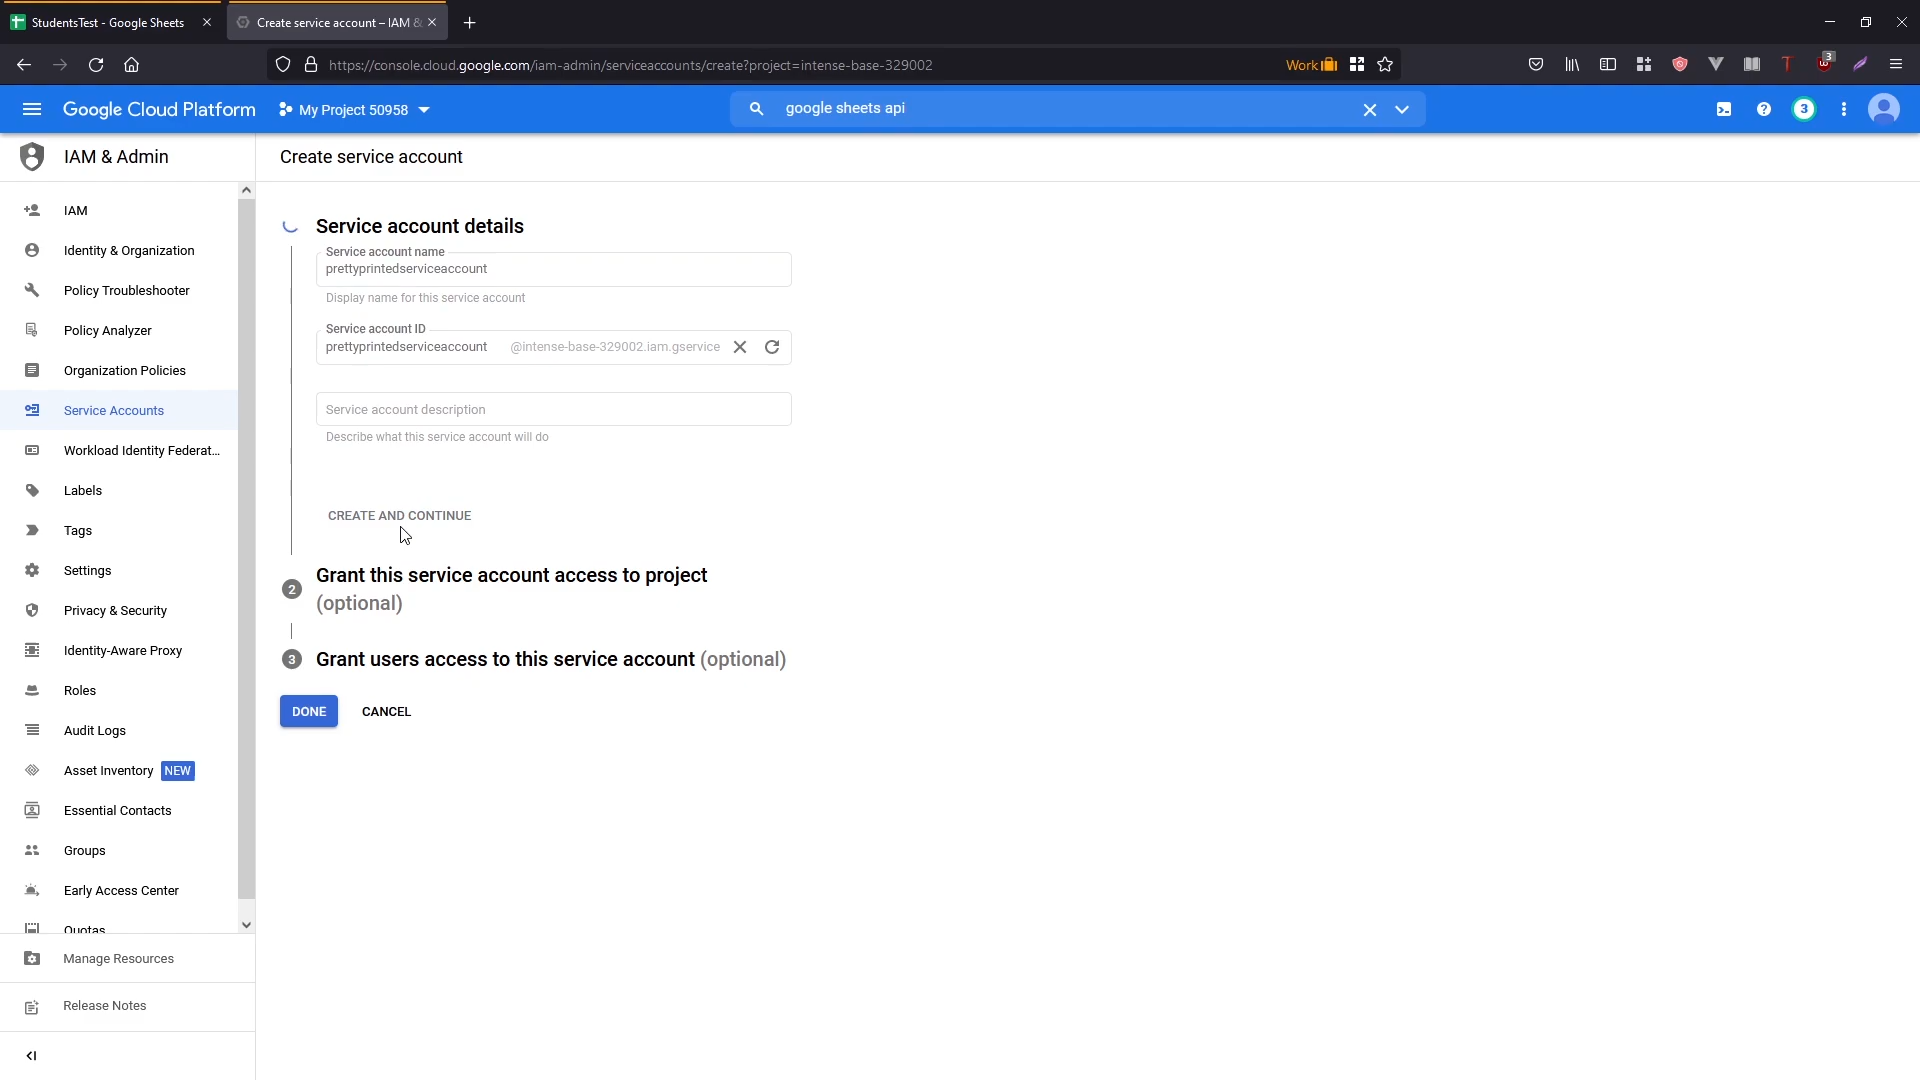 StudentsTest - Google Sheets
Create service account – IAM &
https://console.cloud.google.com/iam-admin/serviceaccounts/create?project=intense-base-329002
Work
3
Google Cloud Platform
My Project 50958
google sheets api
3
IAM & Admin
Create service account
IAM
Identity & Organization
Policy Troubleshooter
Policy Analyzer
Organization Policies
Service Accounts
Workload Identity Federat...
Labels
Tags
Settings
Privacy & Security
Identity-Aware Proxy
Roles
Audit Logs
Asset Inventory NEW
Essential Contacts
Groups
Early Access Center
Quotas
Manage Resources
Release Notes
Service account details
Service account name
prettyprintedserviceaccount
Display name for this service account
Service account ID
prettyprintedserviceaccount @intense-base-329002.iam.gservice
Service account description
Describe what this service account will do
CREATE AND CONTINUE
2 Grant this service account access to project
(optional)
3 Grant users access to this service account (optional)
DONE CANCEL